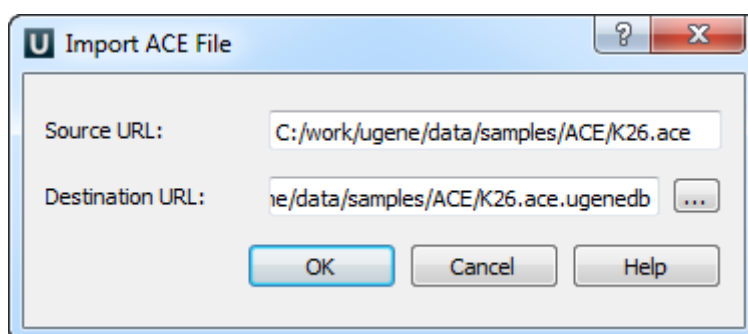 U Import ACE File
?
X
Source URL: C:/work/ugene/data/samples/ACE/K26.ace
Destination URL: ne/data/samples/ACE/K26.ace.ugenedb ...
OK Cancel Help